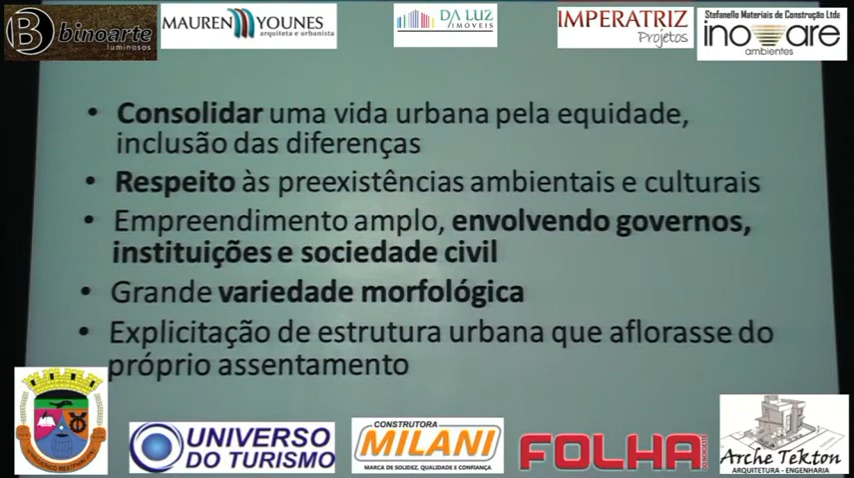 B binoarte
luminosos
MAUREN YOUNES
arquiteta e urbanista
DA LUZ
IMÓVEIS
IMPERATRIZ
Projetos
Stefanello Materiais de Construção Ltda
inovare
ambientes
• Consolidar uma vida urbana pela equidade,
inclusão das diferenças
• Respeito às preexistências ambientais e culturais
• Empreendimento amplo, envolvendo governos,
instituições e sociedade civil
• Grande variedade morfológica
• Explicitação de estrutura urbana que aflorasse do
próprio assentamento
UNIVERSO
DO TURISMO
CONSTRUTORA
MILANI
MARCA DE SOLIDEZ, QUALIDADE E CONFIANÇA
FOLHA
DO NOROESTE
Arche Tekton
ARQUITETURA - ENGENHARIA